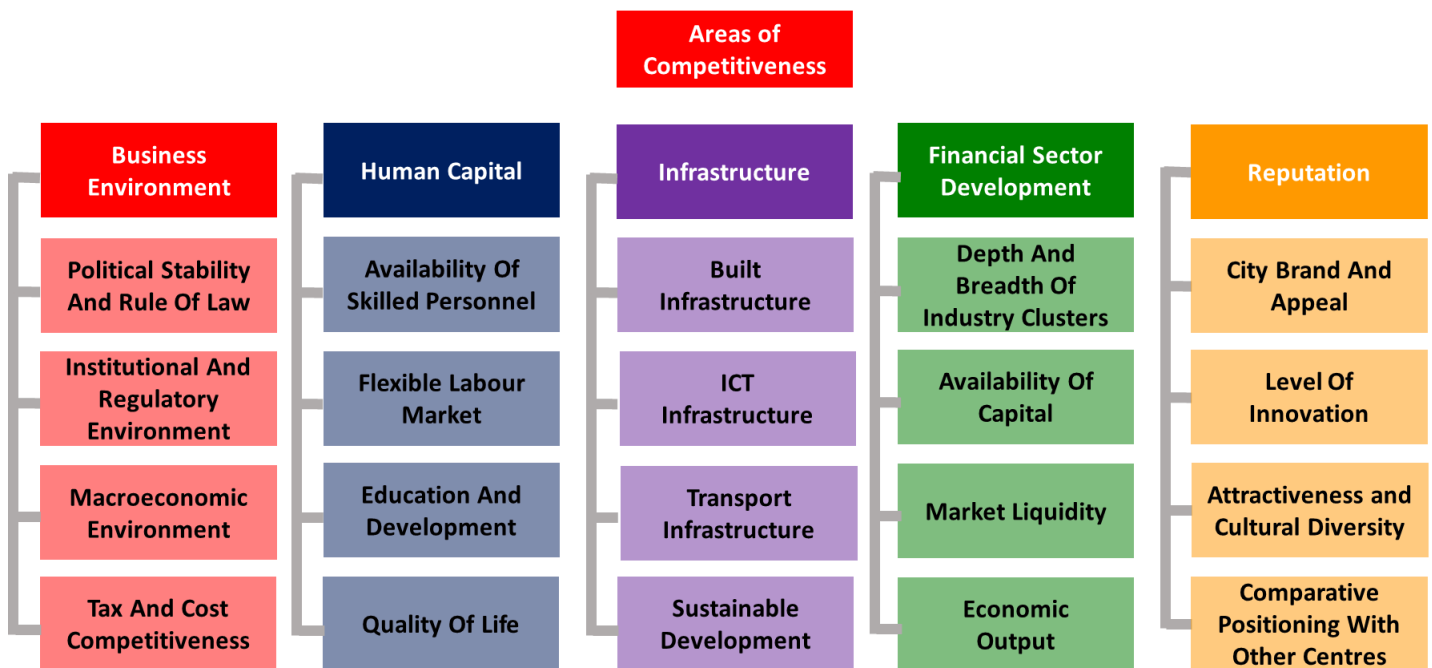 Areas of
Competitiveness
Business
Environment
Political Stability
And Rule Of Law
Institutional And
Regulatory
Environment
Macroeconomic
Environment
Tax And Cost
Competitiveness
Human Capital
Availability Of
Skilled Personnel
Flexible Labour
Market
Education And
Development
Quality Of Life
Infrastructure
Built
Infrastructure
ICT
Infrastructure
Transport
Infrastructure
Sustainable
Development
Financial Sector
Development
Depth And
Breadth Of
Industry Clusters
Availability Of
Capital
Market Liquidity
Economic
Output
Reputation
City Brand And
Appeal
Level Of
Innovation
Attractiveness and
Cultural Diversity
Comparative
Positioning With
Other Centres